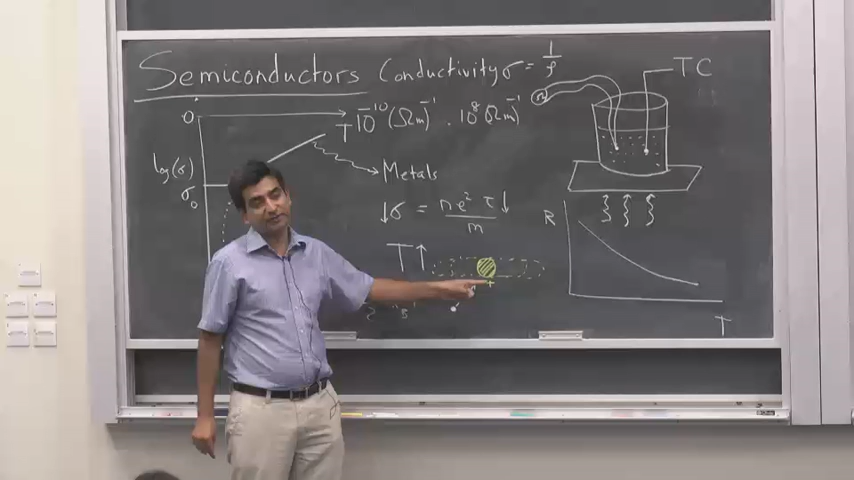 Semiconductors Conductivity σ = 1/ρ
TC
0
T
10⁻¹⁰ (Ωm)⁻¹ . 10⁸ (Ωm)⁻¹
log(σ)
σ₀
Metals
↓σ = ne²τ↓/m
R
T↑
+
T